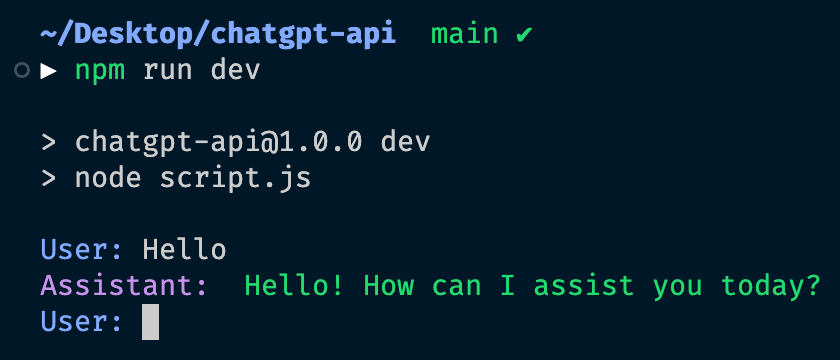 ~/Desktop/chatgpt-api main ✔
▶ npm run dev
> chatgpt-api@1.0.0 dev
> node script.js
User: Hello
Assistant:  Hello! How can I assist you today?
User: